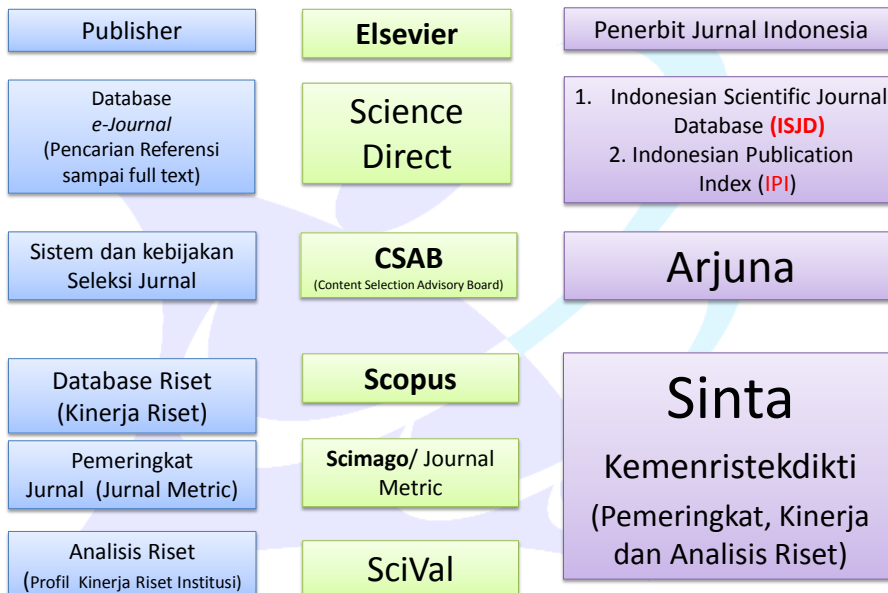 Publisher
Elsevier
Penerbit Jurnal Indonesia
Database
e-Journal
(Pencarian Referensi
sampai full text)
Science
Direct
1. Indonesian Scientific Journal
Database (ISJD)
2. Indonesian Publication
Index (IPI)
Sistem dan kebijakan
Seleksi Jurnal
CSAB
(Content Selection Advisory Board)
Arjuna
Database Riset
(Kinerja Riset)
Scopus
Sinta
Kemenristekdikti
(Pemeringkat, Kinerja
dan Analisis Riset)
Pemeringkat
Jurnal (Jurnal Metric)
Scimago/ Journal
Metric
Analisis Riset
(Profil Kinerja Riset Institusi)
SciVal